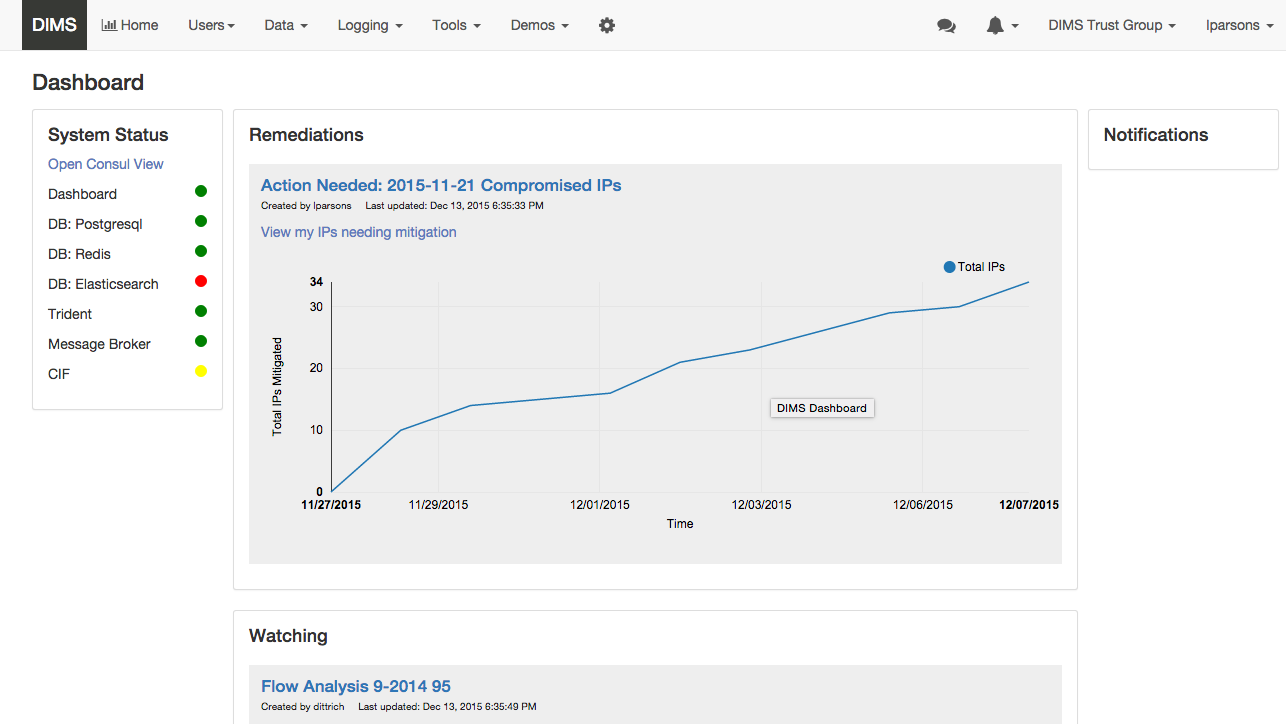 DIMS Home Users Data Logging Tools Demos DIMS Trust Group lparsons
Dashboard
System Status
Open Consul View
Dashboard
DB: Postgresql
DB: Redis
DB: Elasticsearch
Trident
Message Broker
CIF
Remediations
Action Needed: 2015-11-21 Compromised IPs
Created by lparsons Last updated: Dec 13, 2015 6:35:33 PM
View my IPs needing mitigation
Total IPs
34
30
20
10
0
Total IPs Mitigated
DIMS Dashboard
11/27/2015 11/29/2015 12/01/2015 12/03/2015 12/06/2015 12/07/2015
Time
Watching
Flow Analysis 9-2014 95
Created by dittrich Last updated: Dec 13, 2015 6:35:49 PM
Notifications